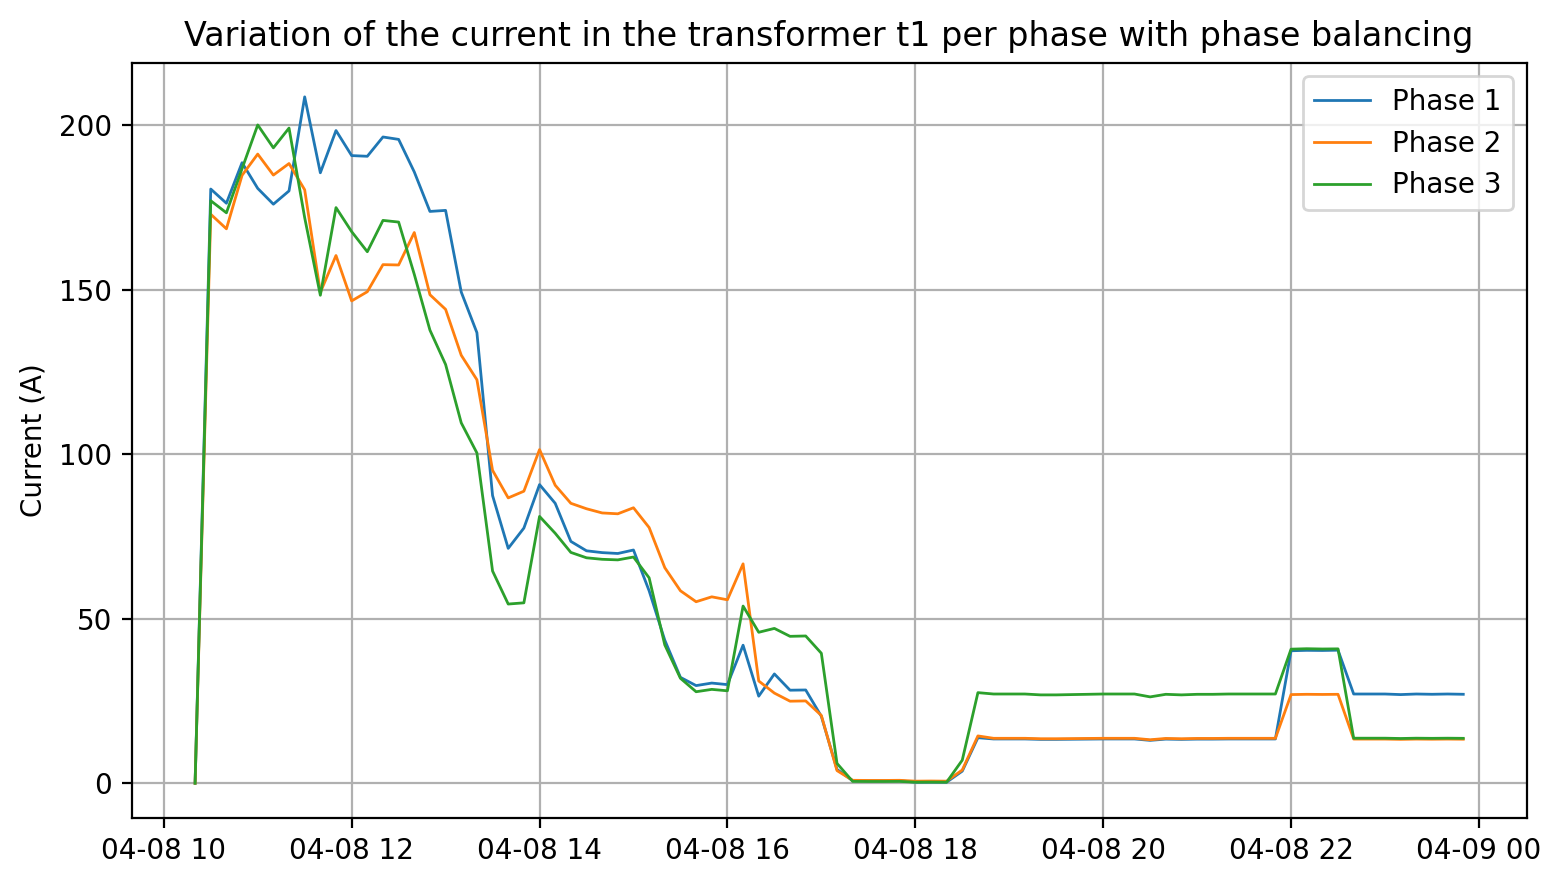 Variation of the current in the transformer t1 per phase with phase balancing
Phase 1
Phase 2
Phase 3
Current (A)
200
150
100
50
0
04-08 10
04-08 12
04-08 14
04-08 16
04-08 18
04-08 20
04-08 22
04-09 00